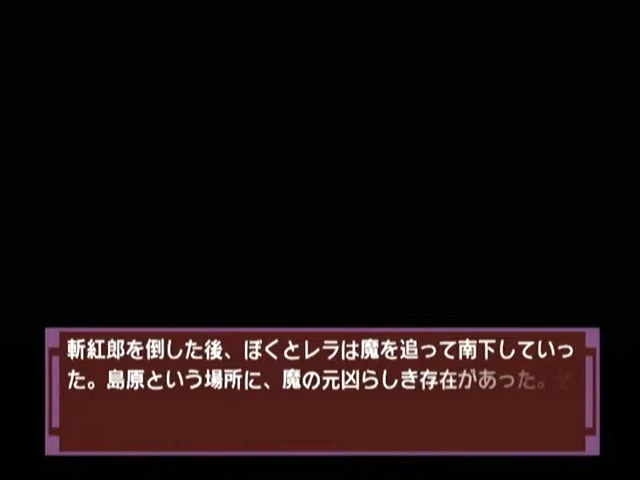 斬紅郎を倒した後、ぼくとレラは魔を追って南下していっ
た。島原という場所に、魔の元凶らしき存在があった。